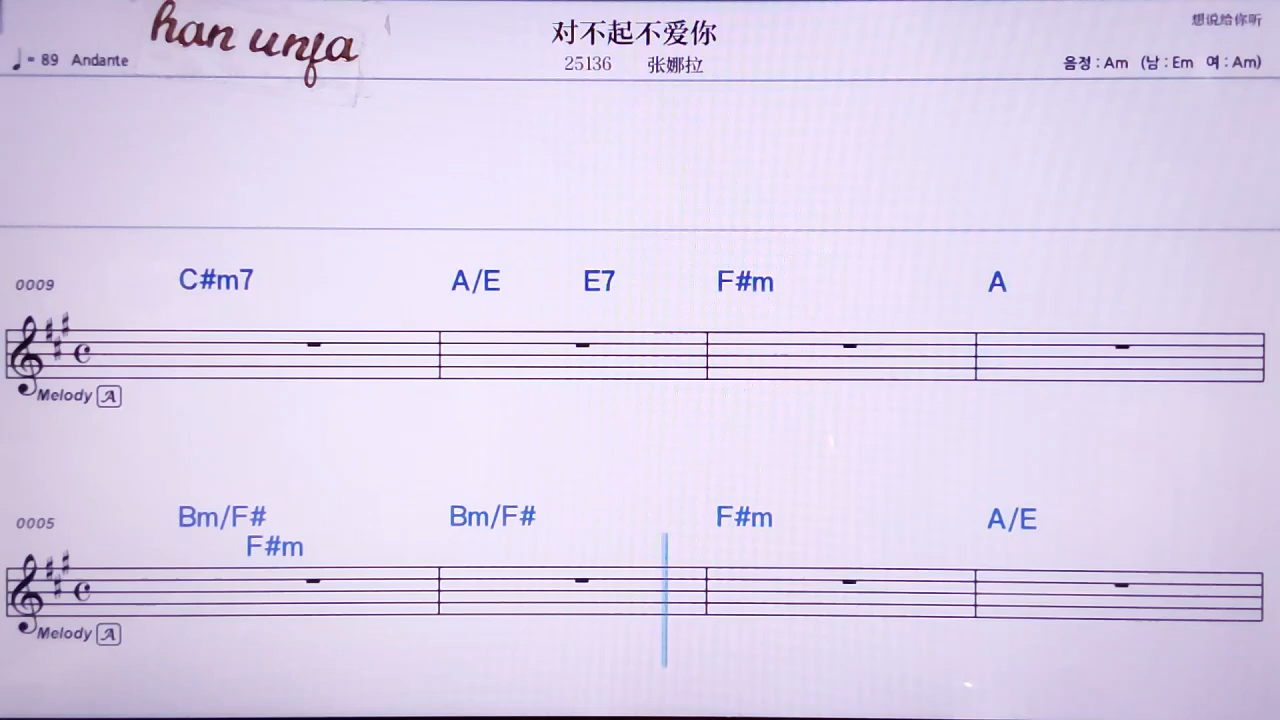 han unja
对不起不爱你
想说给你听
♩= 89 Andante
25136 张娜拉
음정 : Am (남 : Em 여 : Am)
0009 C#m7 A/E E7 F#m A
Melody A
0005 Bm/F# Bm/F# F#m A/E
F#m
Melody A